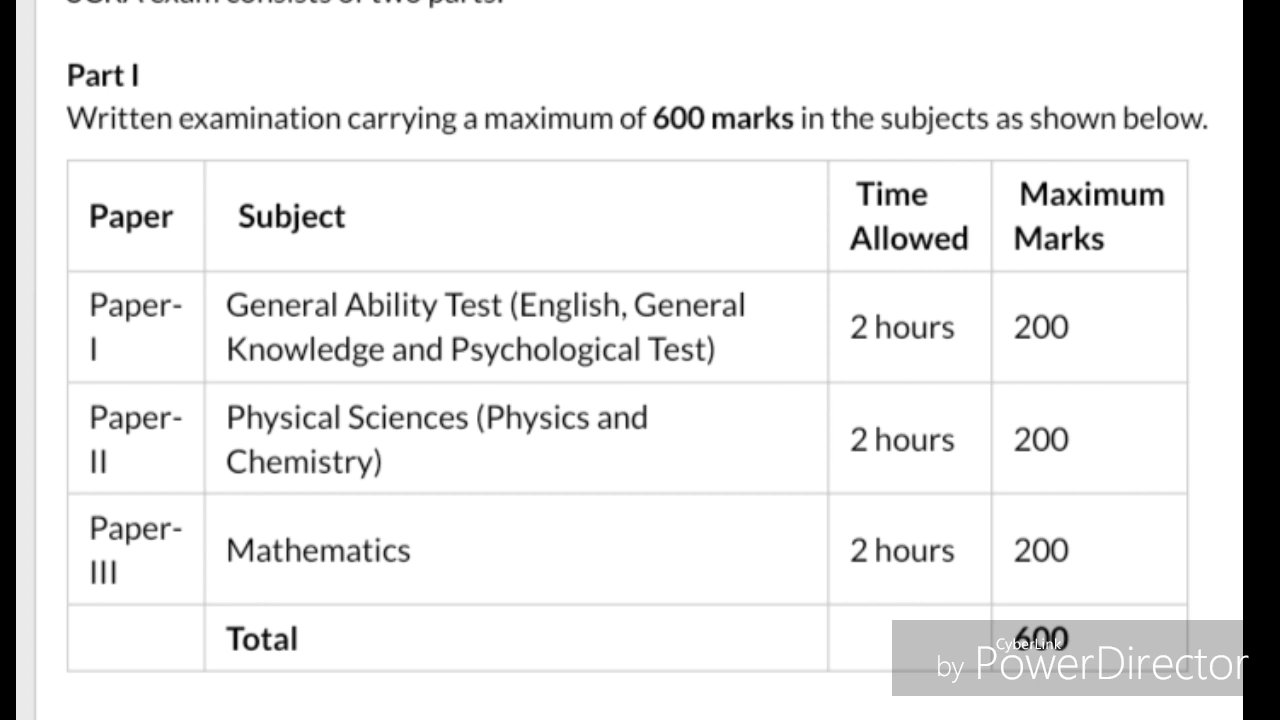 Part I
Written examination carrying a maximum of 600 marks in the subjects as shown below.
Paper Subject Time Allowed Maximum Marks
Paper-I General Ability Test (English, General Knowledge and Psychological Test) 2 hours 200
Paper-II Physical Sciences (Physics and Chemistry) 2 hours 200
Paper-III Mathematics 2 hours 200
Total 600
CyberLink
by PowerDirector